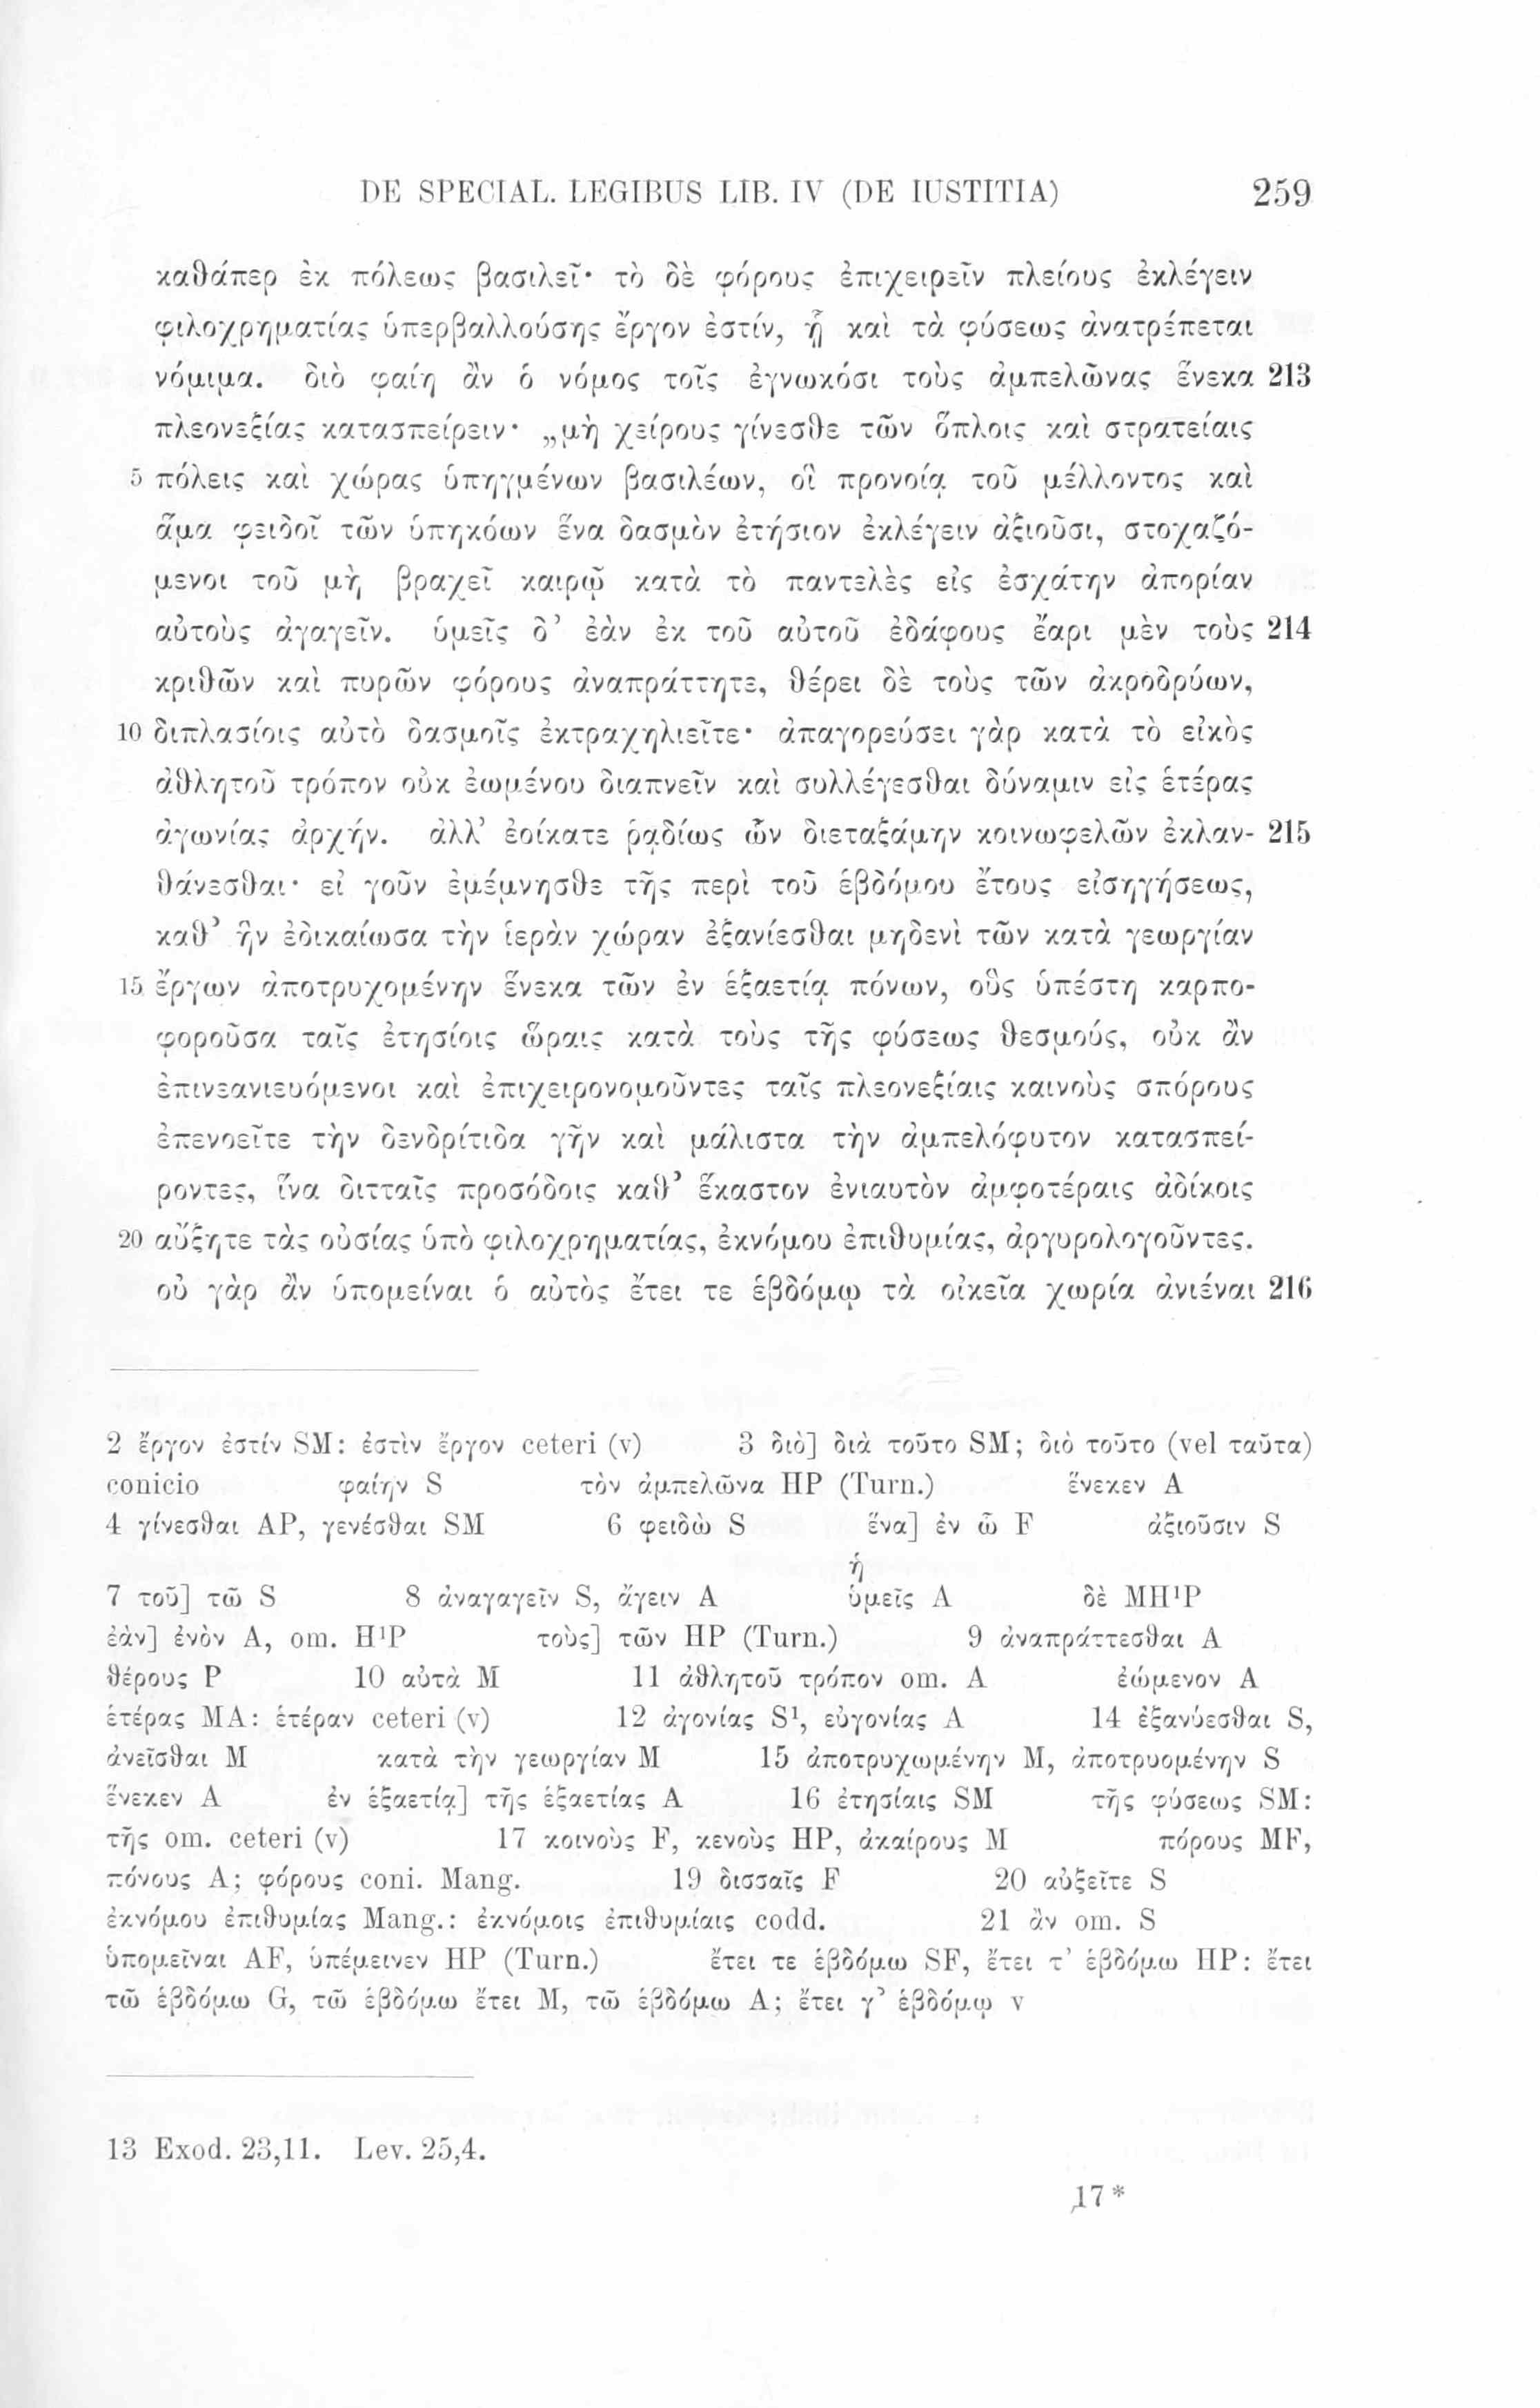 DE SPECIAL. LEGIBUS LIB. IV (DE IUSTITIA) 259
καθάπερ ἐκ πόλεως βασιλεῖ· τὸ δὲ φόρους ἐπιχειρεῖν πλείους ἐκλέγειν
φιλοχρηματίας ὑπερβαλλούσης ἔργον ἐστίν, ᾗ καὶ τὰ φύσεως ἀνατρέπεται
νόμιμα. διὸ φαίη ἂν ὁ νόμος τοῖς ἐγνωκόσι τοὺς ἀμπελῶνας ἕνεκα 213
πλεονεξίας κατασπείρειν· „μὴ χείρους γίνεσθε τῶν ὅπλοις καὶ στρατείαις
5 πόλεις καὶ χώρας ὑπηγμένων βασιλέων, οἳ προνοίᾳ τοῦ μέλλοντος καὶ
ἅμα φειδοῖ τῶν ὑπηκόων ἕνα δασμὸν ἐτήσιον ἐκλέγειν ἀξιοῦσι, στοχαζό-
μενοι τοῦ μὴ βραχεῖ καιρῷ κατὰ τὸ παντελὲς εἰς ἐσχάτην ἀπορίαν
αὐτοὺς ἀγαγεῖν. ὑμεῖς δ’ ἐὰν ἐκ τοῦ αὐτοῦ ἐδάφους ἔαρι μὲν τοὺς 214
κριθῶν καὶ πυρῶν φόρους ἀναπράττητε, θέρει δὲ τοὺς τῶν ἀκροδρύων,
10 διπλασίοις αὐτὸ δασμοῖς ἐκτραχηλιεῖτε· ἀπαγορεύσει γὰρ κατὰ τὸ εἰκὸς
ἀθλητοῦ τρόπον οὐκ ἐωμένου διαπνεῖν καὶ συλλέγεσθαι δύναμιν εἰς ἑτέρας
ἀγωνίας ἀρχήν. ἀλλ’ ἐοίκατε ῥᾳδίως ὧν διεταξάμην κοινωφελῶν ἐκλαν- 215
θάνεσθαι· εἰ γοῦν ἐμέμνησθε τῆς περὶ τοῦ ἑβδόμου ἔτους εἰσηγήσεως,
καθ’ ἣν ἐδικαίωσα τὴν ἱερὰν χώραν ἐξανίεσθαι μηδενὶ τῶν κατὰ γεωργίαν
15 ἔργων ἀποτρυχομένην ἕνεκα τῶν ἐν ἑξαετίᾳ πόνων, οὓς ὑπέστη καρπο-
φοροῦσα ταῖς ἐτησίοις ὥραις κατὰ τοὺς τῆς φύσεως θεσμούς, οὐκ ἂν
ἐπινεανιευόμενοι καὶ ἐπιχειρονομοῦντες ταῖς πλεονεξίαις καινοὺς σπόρους
ἐπενοεῖτε τὴν δενδρίτιδα γῆν καὶ μάλιστα τὴν ἀμπελόφυτον κατασπεί-
ροντες, ἵνα διτταῖς προσόδοις καθ’ ἕκαστον ἐνιαυτὸν ἀμφοτέραις ἀδίκοις
20 αὔξητε τὰς οὐσίας ὑπὸ φιλοχρηματίας, ἐκνόμου ἐπιθυμίας, ἀργυρολογοῦντες.
οὐ γὰρ ἂν ὑπομείναι ὁ αὐτὸς ἔτει τε ἑβδόμῳ τὰ οἰκεῖα χωρία ἀνιέναι 216
2 ἔργον ἐστίν SM: ἐστὶν ἔργον ceteri (v) 3 διὸ] διὰ τοῦτο SM; διὸ τοῦτο (vel ταῦτα)
conicio φαίην S τὸν ἀμπελῶνα HP (Turn.) ἕνεκεν A
4 γίνεσθαι AP, γενέσθαι SM 6 φειδὼ S ἕνα] ἐν ὧ F ἀξιοῦσιν S
ἡ
7 τοῦ] τῶ S 8 ἀναγαγεῖν S, ἄγειν A ὑμεῖς A δὲ MH¹P
ἐὰν] ἐνὸν A, om. H¹P τοὺς] τῶν HP (Turn.) 9 ἀναπράττεσθαι A
θέρους P 10 αὐτὰ M 11 ἀθλητοῦ τρόπον om. A ἐώμενον A
ἑτέρας MA: ἑτέραν ceteri (v) 12 ἀγονίας S¹, εὐγονίας A 14 ἐξανύεσθαι S,
ἀνεῖσθαι M κατὰ τὴν γεωργίαν M 15 ἀποτρυχωμένην M, ἀποτρυομένην S
ἕνεκεν A ἐν ἑξαετίᾳ] τῆς ἑξαετίας A 16 ἐτησίαις SM τῆς φύσεως SM:
τῆς om. ceteri (v) 17 κοινοὺς F, κενοὺς HP, ἀκαίρους M πόρους MF,
πόνους A; φόρους coni. Mang. 19 δισσαῖς F 20 αὐξεῖτε S
ἐκνόμου ἐπιθυμίας Mang.: ἐκνόμοις ἐπιθυμίαις codd. 21 ἂν om. S
ὑπομεῖναι AF, ὑπέμεινεν HP (Turn.) ἔτει τε ἑβδόμω SF, ἔτει τ’ ἑβδόμω HP: ἔτει
τῶ ἑβδόμω G, τῶ ἑβδόμω ἔτει M, τῶ ἑβδόμω A; ἔτει γ’ ἑβδόμῳ v
13 Exod. 23,11. Lev. 25,4.
17*